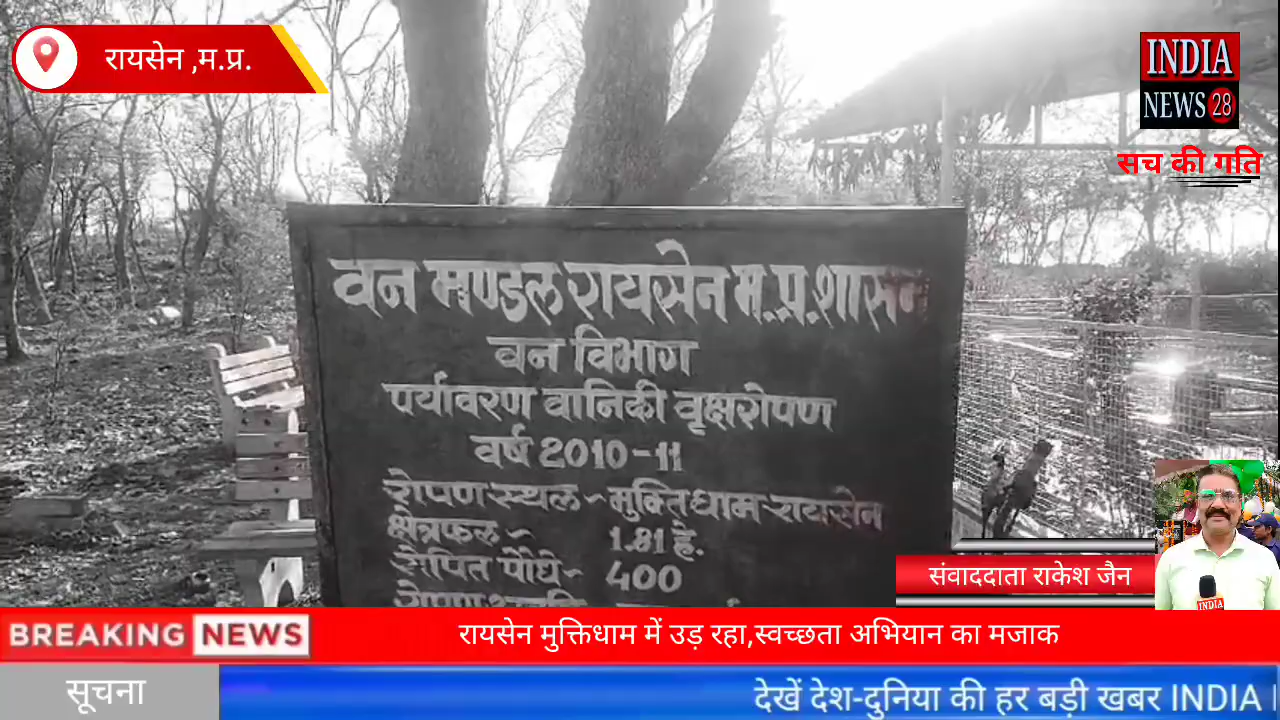 रायसेन ,म.प्र.
INDIA
NEWS 28
सच की गति
वन मण्डल रायसेन म.प्र.शासन
वन विभाग
पर्यावरण वानिकी वृक्षरोपण
वर्ष 2010-11
रोपण स्थल ~ मुक्तिधाम रायसेन
क्षेत्रफल ~ 1.81 हे.
रोपित पौधे ~ 400
संवाददाता राकेश जैन
INDIA
BREAKING NEWS
रायसेन मुक्तिधाम में उड़ रहा,स्वच्छता अभियान का मजाक
सूचना
देखें देश-दुनिया की हर बड़ी खबर INDIA